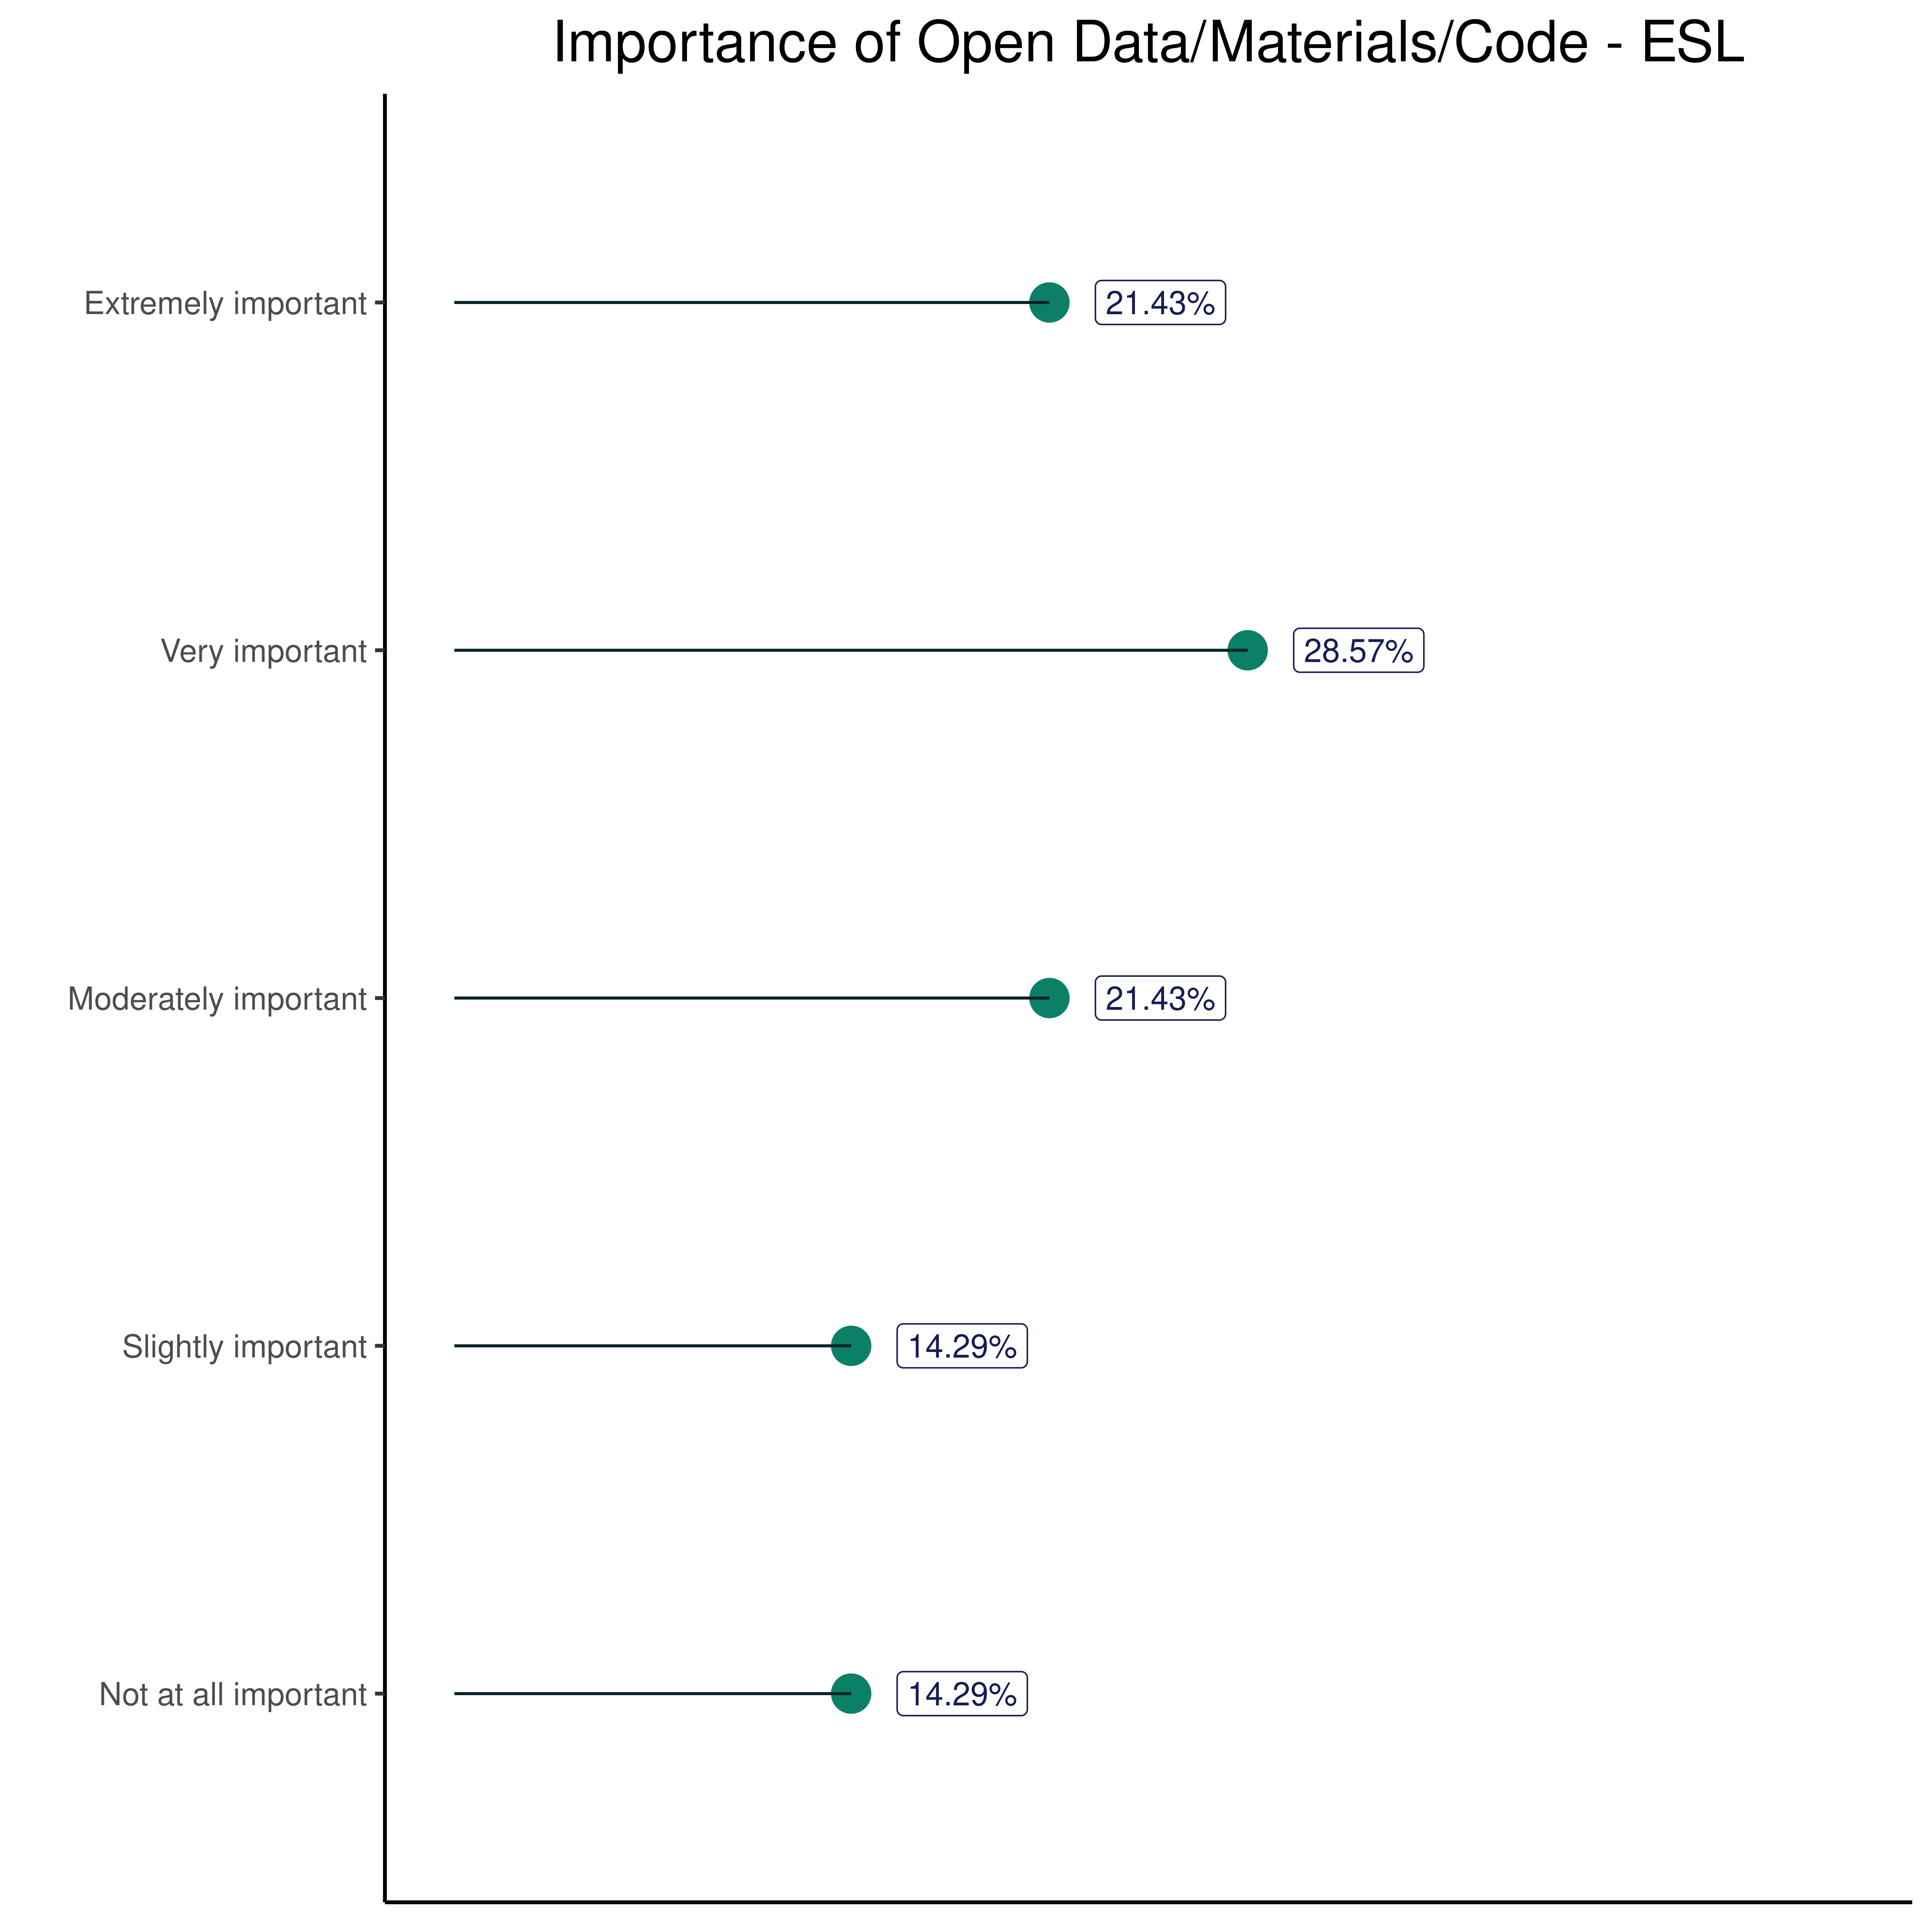 Importance of Open Data/Materials/Code - ESL
Extremely important
21.43%
Very important
28.57%
Moderately important
21.43%
Slightly important
14.29%
Not at all important
14.29%